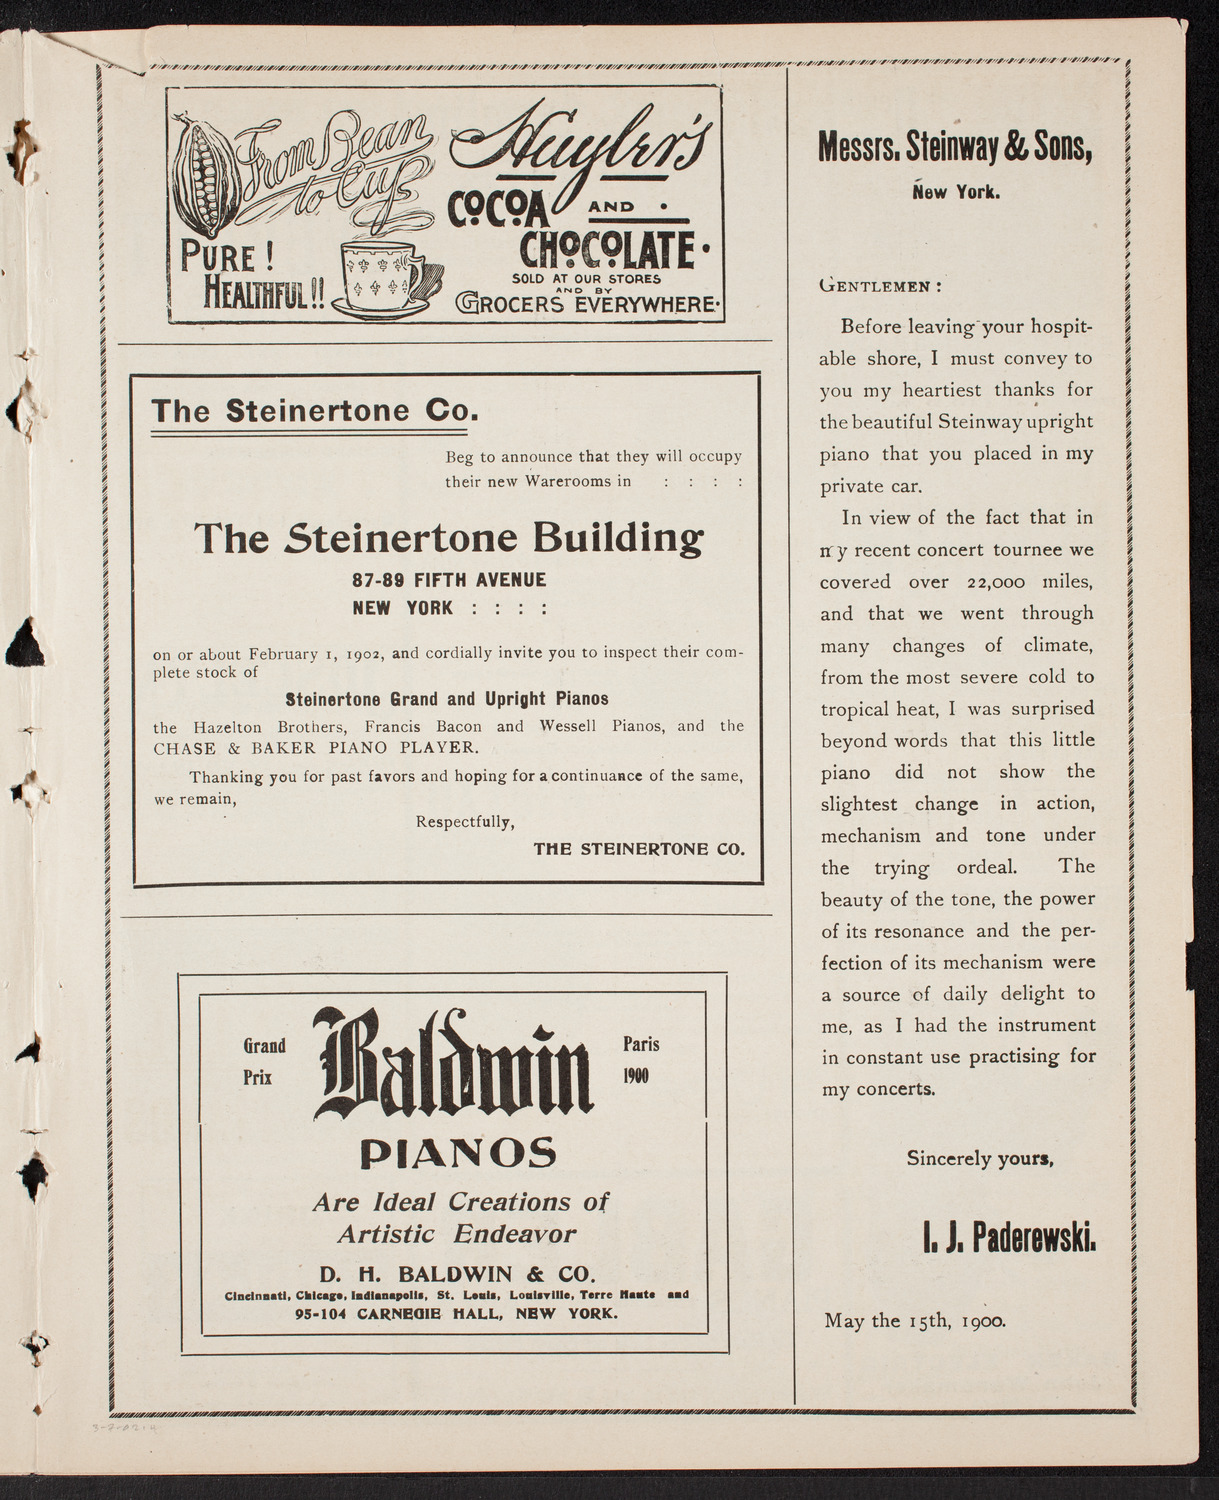 From Bean
to Cup
PURE!
HEALTHFUL!!
Huyler's
COCOA AND
CHOCOLATE.
SOLD AT OUR STORES
AND BY
GROCERS EVERYWHERE.
The Steinertone Co.
Beg to announce that they will occupy
their new Warerooms in : : : :
The Steinertone Building
87-89 FIFTH AVENUE
NEW YORK : : : :
on or about February 1, 1902, and cordially invite you to inspect their com-
plete stock of
Steinertone Grand and Upright Pianos
the Hazelton Brothers, Francis Bacon and Wessell Pianos, and the
CHASE & BAKER PIANO PLAYER.
Thanking you for past favors and hoping for a continuance of the same,
we remain,
Respectfully,
THE STEINERTONE CO.
Grand
Prix
Baldwin
Paris
1900
PIANOS
Are Ideal Creations of
Artistic Endeavor
D. H. BALDWIN & CO.
Cincinnati, Chicago, Indianapolis, St. Louis, Louisville, Terre Haute and
95-104 CARNEGIE HALL, NEW YORK.
Messrs. Steinway & Sons,
New York.
GENTLEMEN:
Before leaving your hospit-
able shore, I must convey to
you my heartiest thanks for
the beautiful Steinway upright
piano that you placed in my
private car.
In view of the fact that in
my recent concert tournee we
covered over 22,000 miles,
and that we went through
many changes of climate,
from the most severe cold to
tropical heat, I was surprised
beyond words that this little
piano did not show the
slightest change in action,
mechanism and tone under
the trying ordeal. The
beauty of the tone, the power
of its resonance and the per-
fection of its mechanism were
a source of daily delight to
me, as I had the instrument
in constant use practising for
my concerts.
Sincerely yours,
I. J. Paderewski.
May the 15th, 1900.